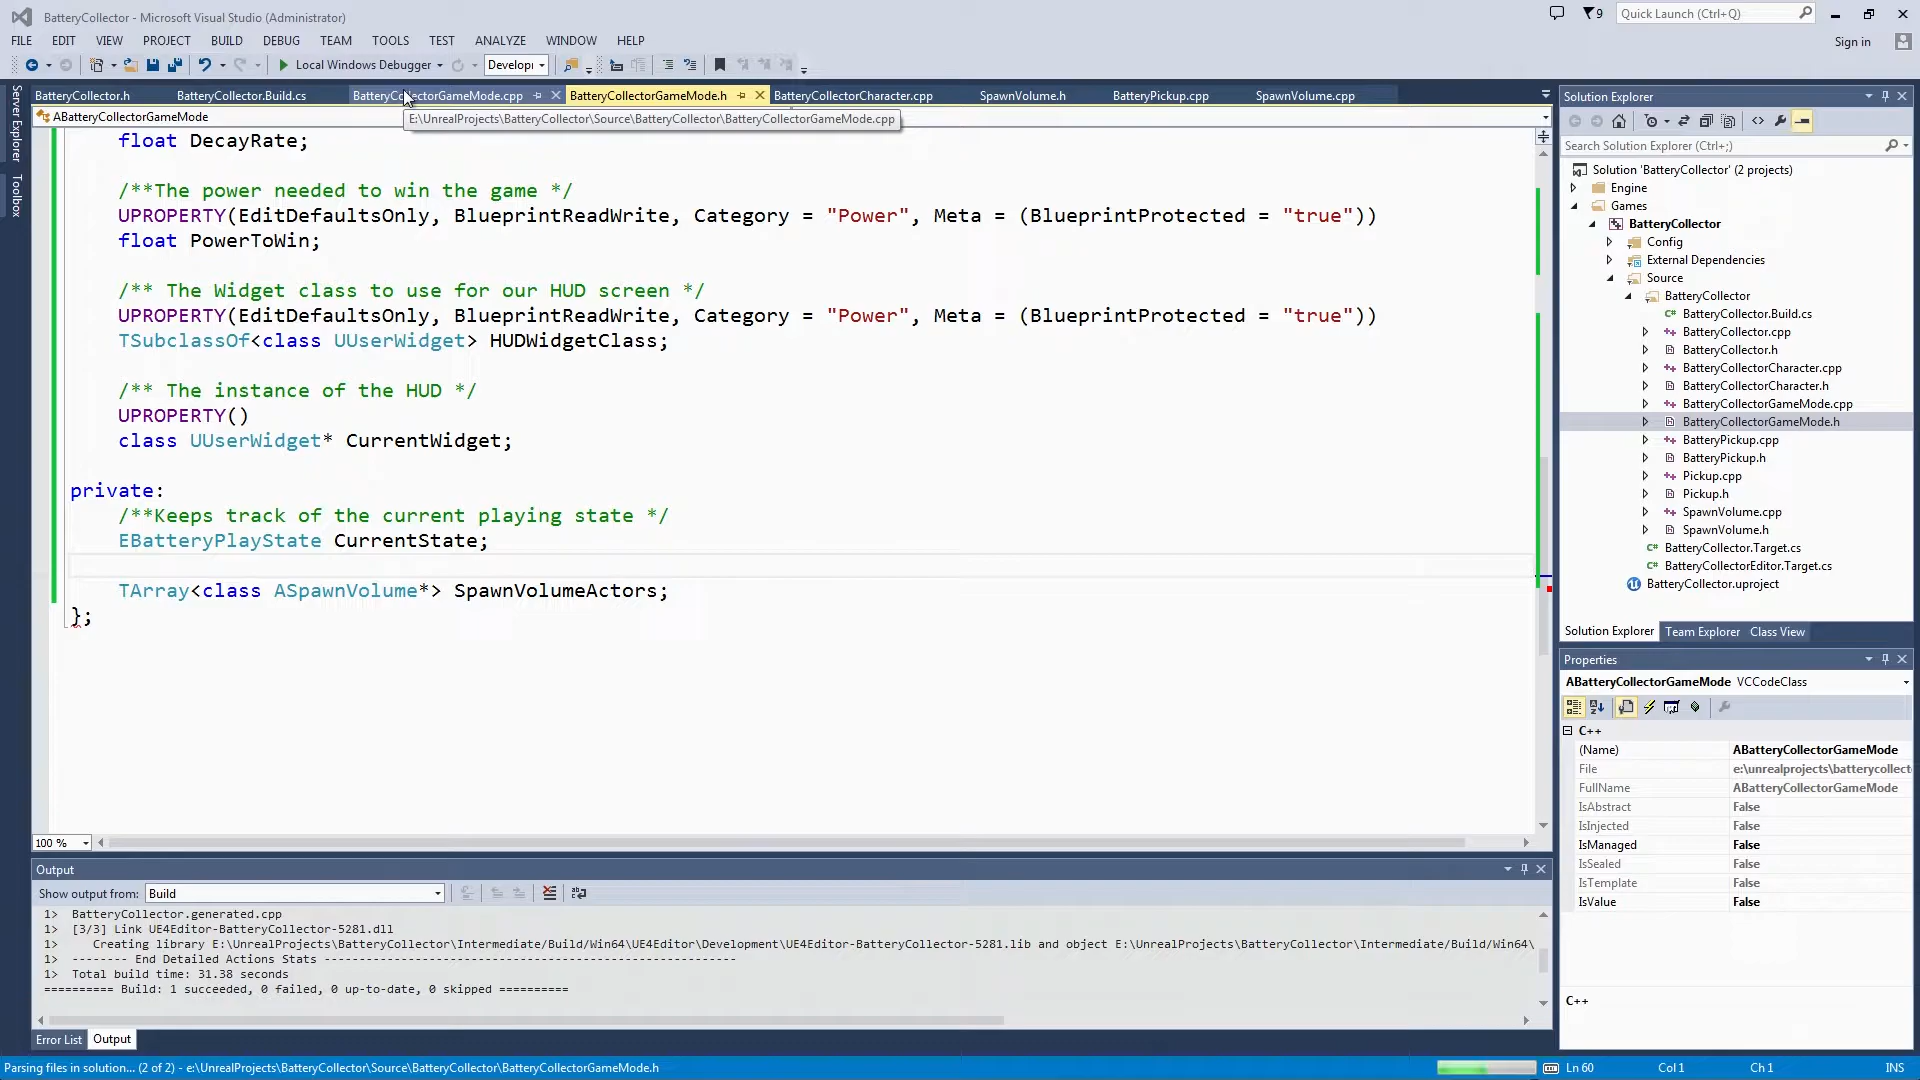 BatteryCollector - Microsoft Visual Studio (Administrator)
9
Quick Launch (Ctrl+Q)
FILE EDIT VIEW PROJECT BUILD DEBUG TEAM TOOLS TEST ANALYZE WINDOW HELP
Sign in
Local Windows Debugger
Develop
BatteryCollector.h BatteryCollector.Build.cs BatteryCollectorGameMode.cpp BatteryCollectorGameMode.h BatteryCollectorCharacter.cpp SpawnVolume.h BatteryPickup.cpp SpawnVolume.cpp
ABatteryCollectorGameMode
E:\UnrealProjects\BatteryCollector\Source\BatteryCollector\BatteryCollectorGameMode.cpp
Server Explorer
Toolbox
float DecayRate;
/**The power needed to win the game */
UPROPERTY(EditDefaultsOnly, BlueprintReadWrite, Category = "Power", Meta = (BlueprintProtected = "true"))
float PowerToWin;
/** The Widget class to use for our HUD screen */
UPROPERTY(EditDefaultsOnly, BlueprintReadWrite, Category = "Power", Meta = (BlueprintProtected = "true"))
TSubclassOf<class UUserWidget> HUDWidgetClass;
/** The instance of the HUD */
UPROPERTY()
class UUserWidget* CurrentWidget;
private:
/**Keeps track of the current playing state */
EBatteryPlayState CurrentState;
TArray<class ASpawnVolume*> SpawnVolumeActors;
};
100 %
Output
Show output from: Build
1> BatteryCollector.generated.cpp
1> [3/3] Link UE4Editor-BatteryCollector-5281.dll
1> Creating library E:\UnrealProjects\BatteryCollector\Intermediate/Build/Win64\UE4Editor\Development\UE4Editor-BatteryCollector-5281.lib and object E:\UnrealProjects\BatteryCollector\Intermediate/Build/Win64\
1> -------- End Detailed Actions Stats -----------------------------------------------------------
1> Total build time: 31.38 seconds
========== Build: 1 succeeded, 0 failed, 0 up-to-date, 0 skipped ==========
Error List Output
Solution Explorer
Search Solution Explorer (Ctrl+;)
Solution 'BatteryCollector' (2 projects)
Engine
Games
BatteryCollector
Config
External Dependencies
Source
BatteryCollector
BatteryCollector.Build.cs
BatteryCollector.cpp
BatteryCollector.h
BatteryCollectorCharacter.cpp
BatteryCollectorCharacter.h
BatteryCollectorGameMode.cpp
BatteryCollectorGameMode.h
BatteryPickup.cpp
BatteryPickup.h
Pickup.cpp
Pickup.h
SpawnVolume.cpp
SpawnVolume.h
BatteryCollector.Target.cs
BatteryCollectorEditor.Target.cs
BatteryCollector.uproject
Solution Explorer Team Explorer Class View
Properties
ABatteryCollectorGameMode VCCodeClass
C++
(Name) ABatteryCollectorGameMode
File e:\unrealprojects\batterycollect
FullName ABatteryCollectorGameMode
IsAbstract False
IsInjected False
IsManaged False
IsSealed False
IsTemplate False
IsValue False
C++
Parsing files in solution... (2 of 2) - e:\UnrealProjects\BatteryCollector\Source\BatteryCollector\BatteryCollectorGameMode.h
Ln 60 Col 1 Ch 1 INS